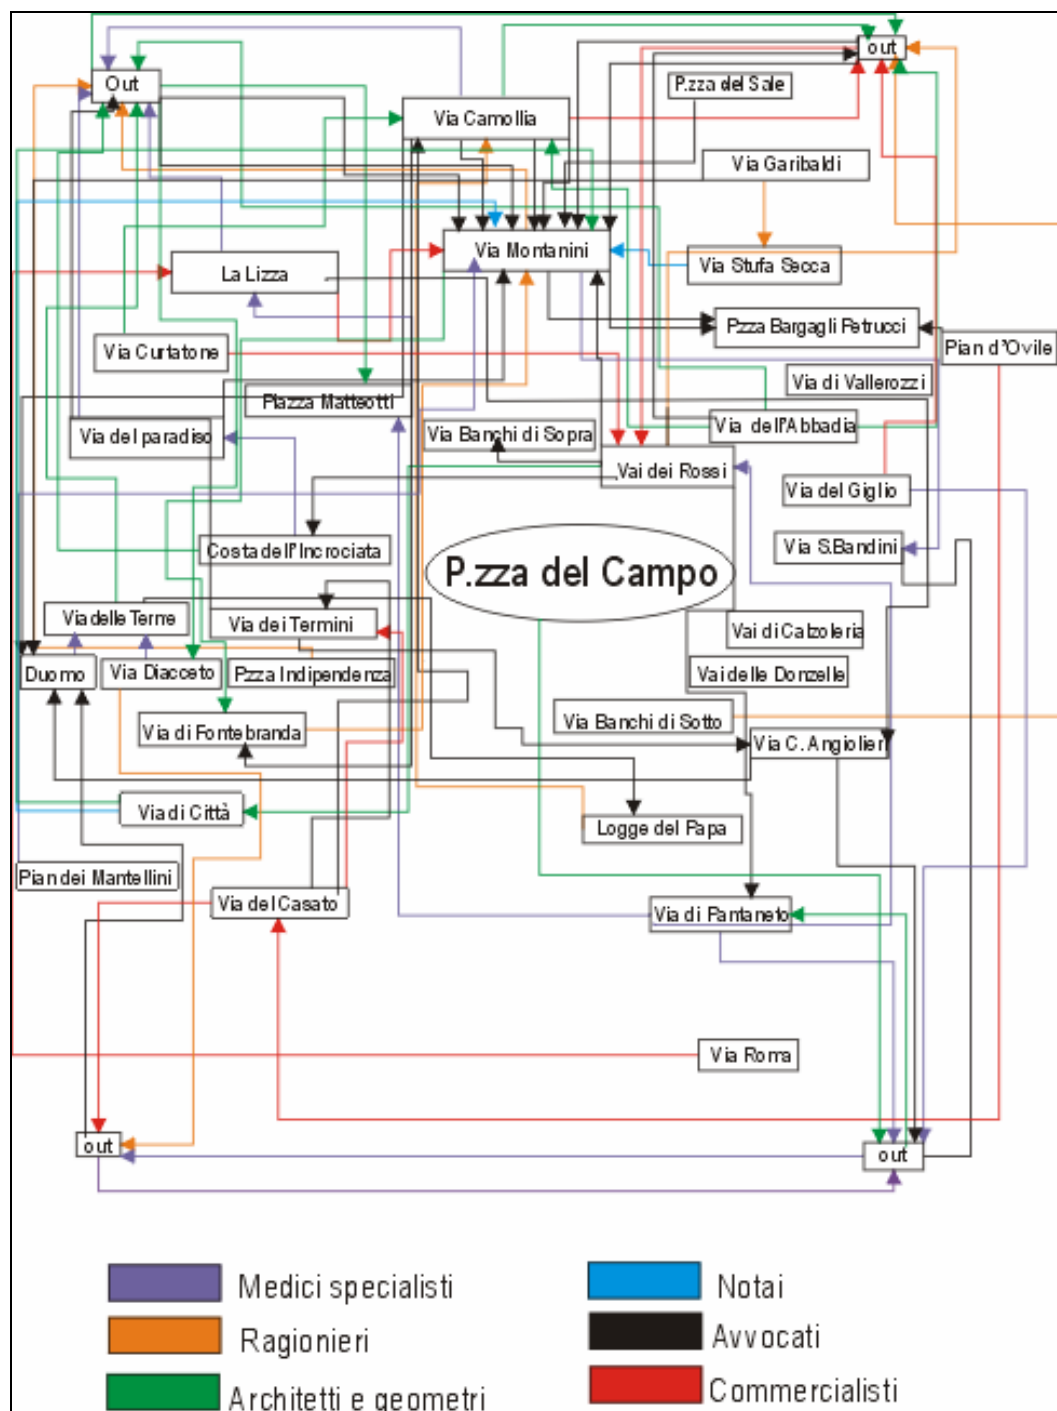 out
Out
P.zza del Sale
Via Camollia
Via Garibaldi
Via Montanini
Via Stufa Secca
La Lizza
P.zza Bargagli Petrucci
Pian d'Ovile
Via Curtatone
Via di Vallerozzi
Piazza Matteotti
Via dell'Abbadia
Via del paradiso
Via Banchi di Sopra
Vai dei Rossi
Via del Giglio
Costa dell'Incrociata
Via S.Bandini
P.zza del Campo
Via delle Terme
Via dei Termini
Vai di Calzoleria
Duomo
Via Diacceto
P.zza Indipendenza
Vai delle Donzelle
Via di Fontebranda
Via Banchi di Sotto
Via C. Angiolieri
Via di Città
Logge del Papa
Pian dei Mantellini
Via del Casato
Via di Pantaneto
Via Roma
out
out
Medici specialisti
Notai
Ragionieri
Avvocati
Architetti e geometri
Commercialisti